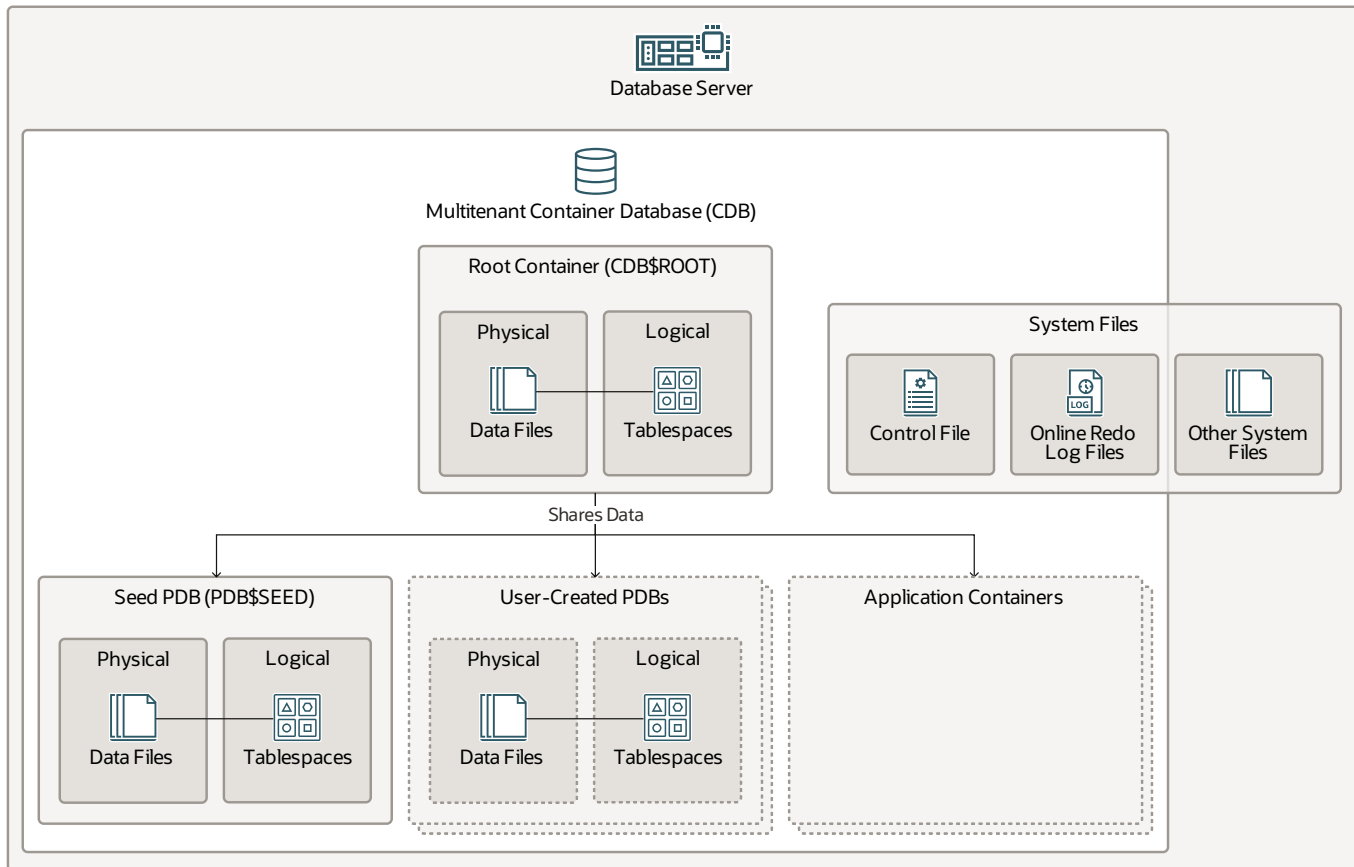 Database Server
Multitenant Container Database (CDB)
Root Container (CDB$ROOT)
Physical
Logical
Data Files
Tablespaces
System Files
Control File
LOG
Online Redo
Log Files
Other System
Files
Shares Data
Seed PDB (PDB$SEED)
Physical
Logical
Data Files
Tablespaces
User-Created PDBs
Physical
Logical
Data Files
Tablespaces
Application Containers